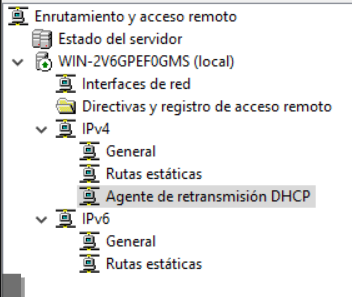 Enrutamiento y acceso remoto
Estado del servidor
WIN-2V6GPEF0GMS (local)
Interfaces de red
Directivas y registro de acceso remoto
IPv4
General
Rutas estáticas
Agente de retransmisión DHCP
IPv6
General
Rutas estáticas